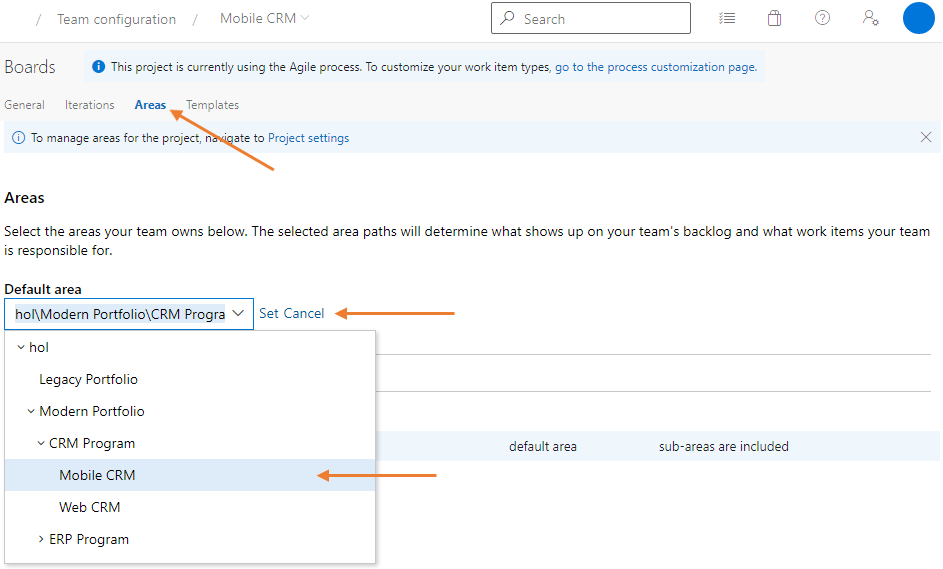 / Team configuration / Mobile CRM Search
Boards This project is currently using the Agile process. To customize your work item types, go to the process customization page.
General Iterations Areas Templates
To manage areas for the project, navigate to Project settings
Areas
Select the areas your team owns below. The selected area paths will determine what shows up on your team's backlog and what work items your team
is responsible for.
Default area
hol\Modern Portfolio\CRM Progra Set Cancel
hol
Legacy Portfolio
Modern Portfolio
CRM Program
default area sub-areas are included
Mobile CRM
Web CRM
ERP Program